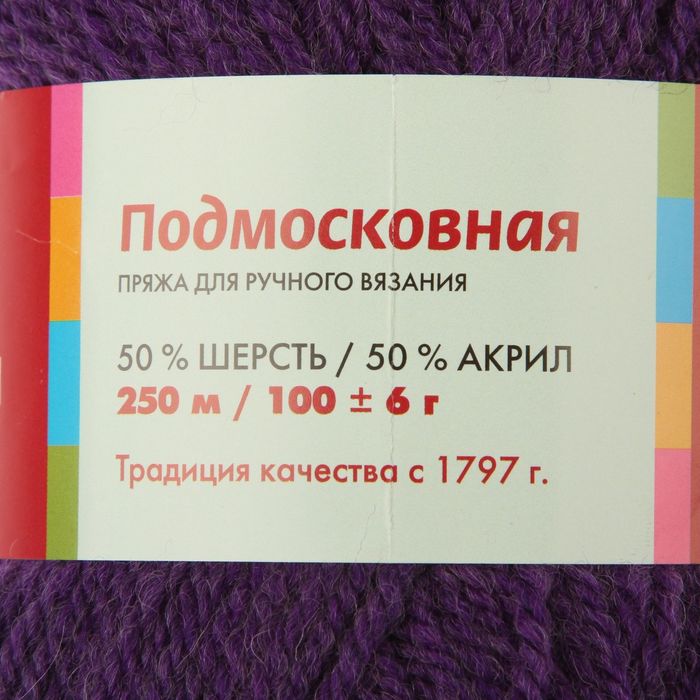 Подмосковная
ПРЯЖА ДЛЯ РУЧНОГО ВЯЗАНИЯ
50 % ШЕРСТЬ / 50 % АКРИЛ
250 м / 100 ± 6 г
Традиция качества с 1797 г.